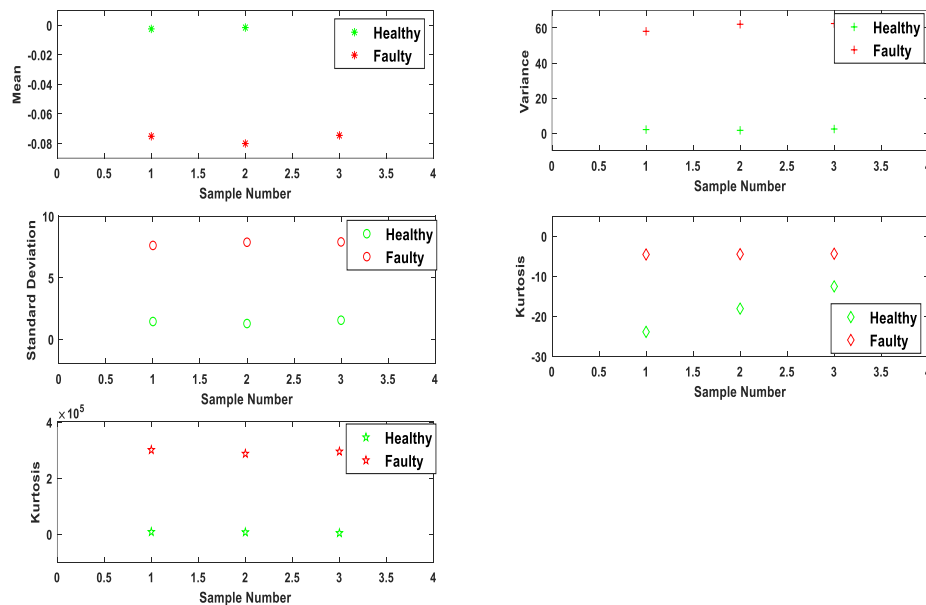 0
-0.02
-0.04
-0.06
-0.08
Mean
Healthy
Faulty
0 0.5 1 1.5 2 2.5 3 3.5 4
Sample Number
60
40
20
0
Variance
Healthy
Faulty
0 0.5 1 1.5 2 2.5 3 3.5 4
Sample Number
10
5
0
Standard Deviation
Healthy
Faulty
0 0.5 1 1.5 2 2.5 3 3.5 4
Sample Number
0
-10
-20
-30
Kurtosis
Healthy
Faulty
0 0.5 1 1.5 2 2.5 3 3.5 4
Sample Number
×10^5
4
2
0
Kurtosis
Healthy
Faulty
0 0.5 1 1.5 2 2.5 3 3.5 4
Sample Number